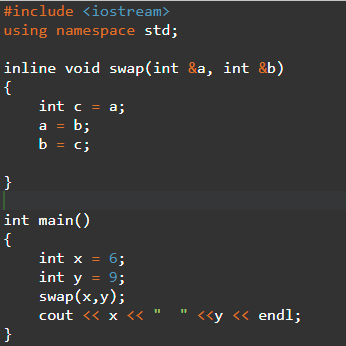 #include <iostream>
using namespace std;
inline void swap(int &a, int &b)
{
int c = a;
a = b;
b = c;
}
int main()
{
int x = 6;
int y = 9;
swap(x,y);
cout << x << "  " <<y << endl;
}